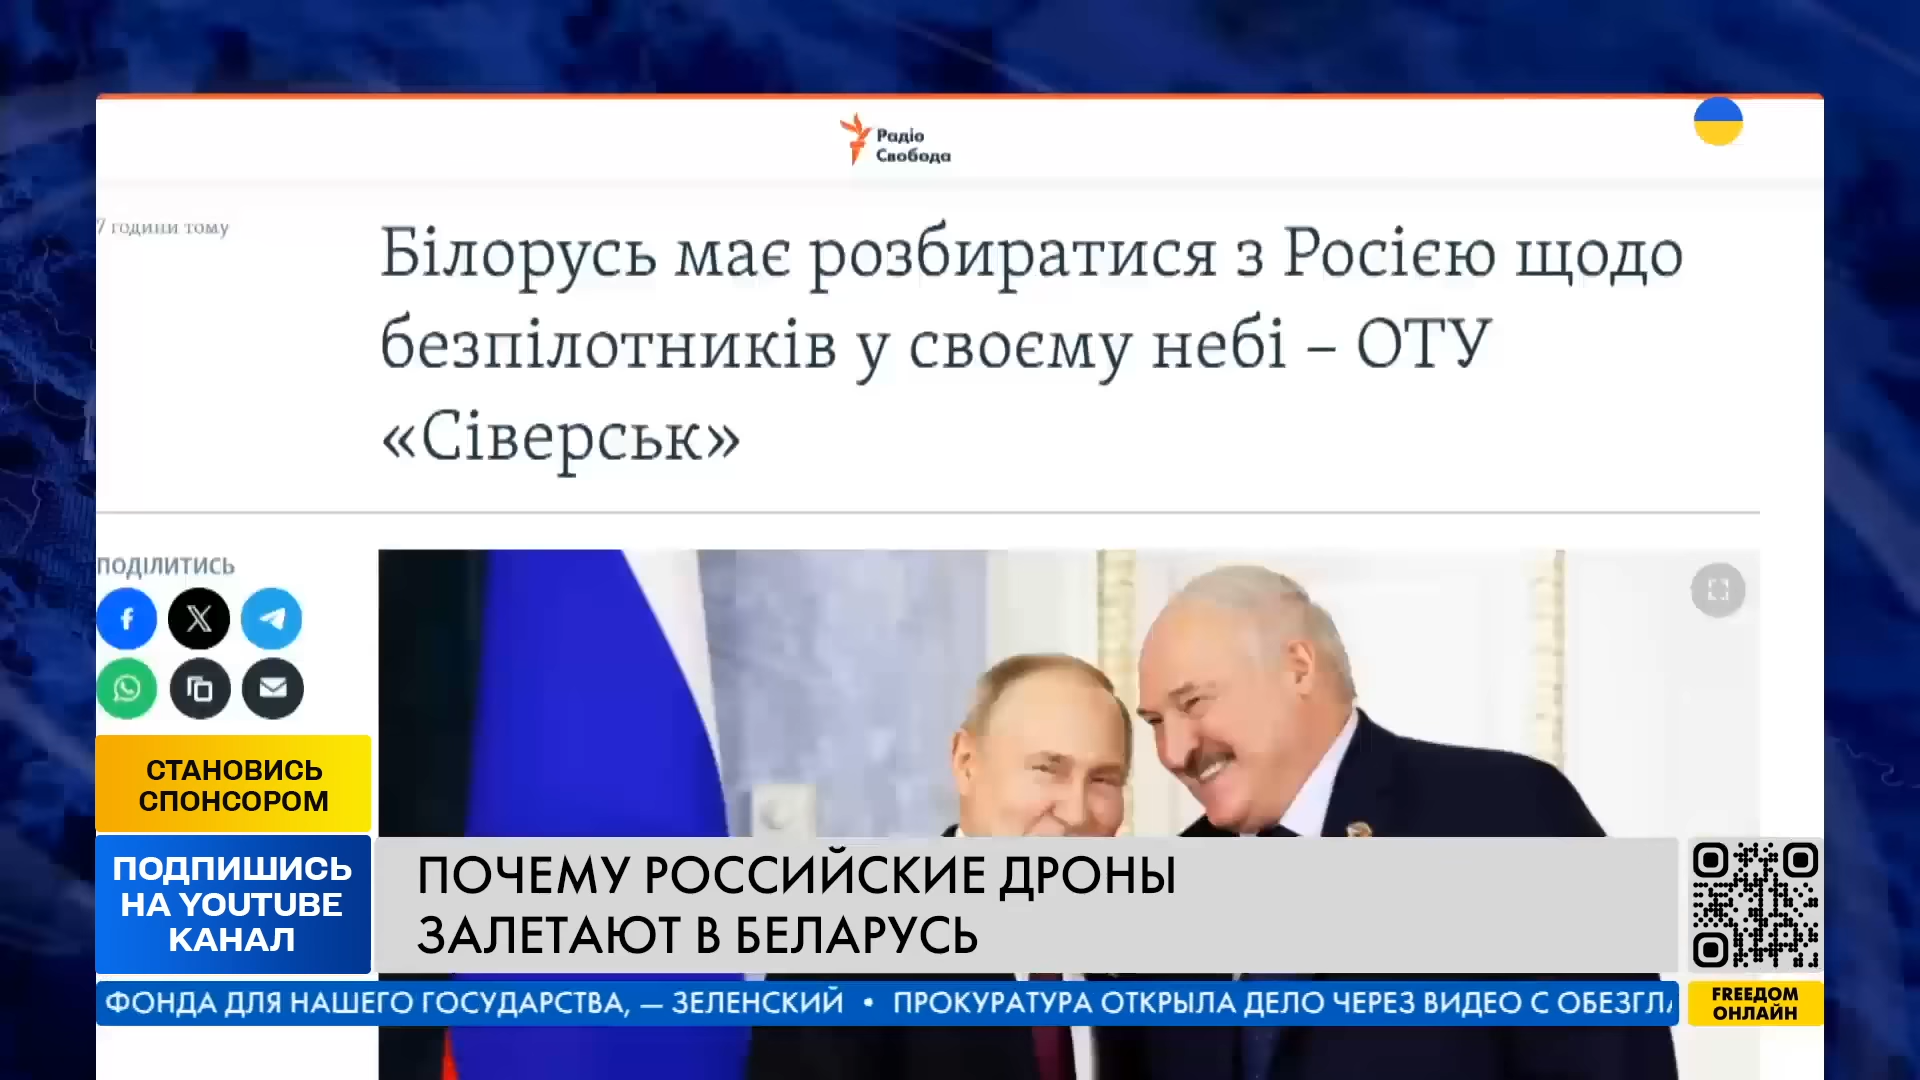 Радіо
Свобода
7 години тому
Білорусь має розбиратися з Росією щодо
безпілотників у своєму небі – ОТУ
«Сіверськ»
ПОДІЛИТИСЬ
СТАНОВИСЬ
СПОНСОРОМ
ПОДПИШИСЬ
НА YOUTUBE
КАНАЛ
ПОЧЕМУ РОССИЙСКИЕ ДРОНЫ
ЗАЛЕТАЮТ В БЕЛАРУСЬ
ФОНДА ДЛЯ НАШЕГО ГОСУДАРСТВА, — ЗЕЛЕНСКИЙ • ПРОКУРАТУРА ОТКРЫЛА ДЕЛО ЧЕРЕЗ ВИДЕО С ОБЕЗГЛА
FREEДОМ
ОНЛАЙН